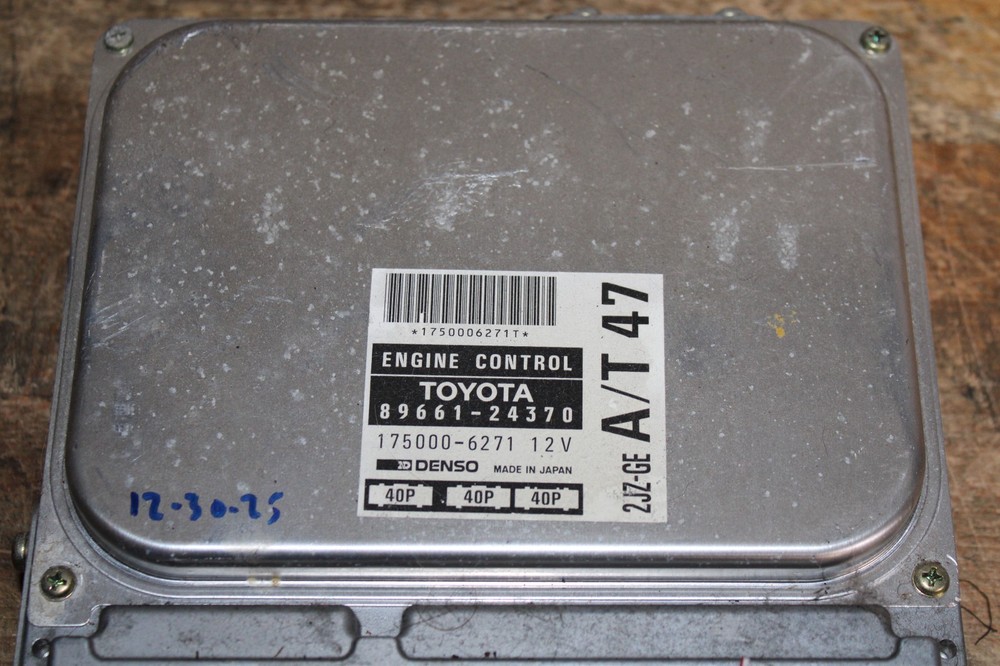 *1750006271T*
ENGINE CONTROL
TOYOTA
89661-24370
175000-6271 12V
DENSO MADE IN JAPAN
40P 40P 40P
2JZ-GE A/T 47
12-30-25